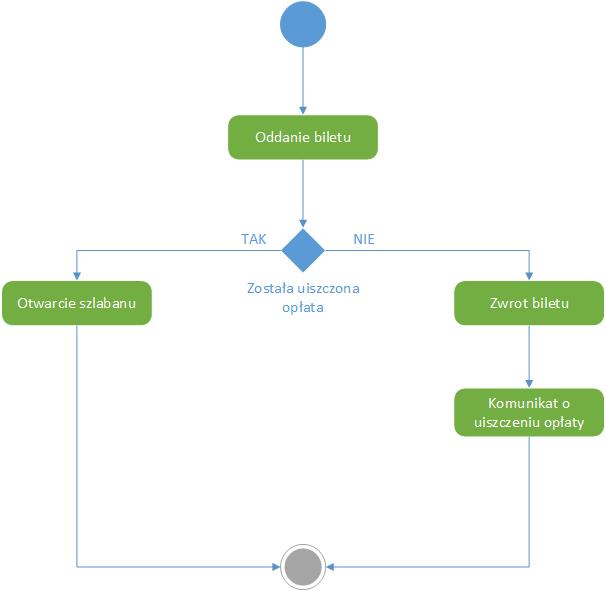 Oddanie biletu
TAK
NIE
Została uiszczona
opłata
Otwarcie szlabanu
Zwrot biletu
Komunikat o
uiszczeniu opłaty